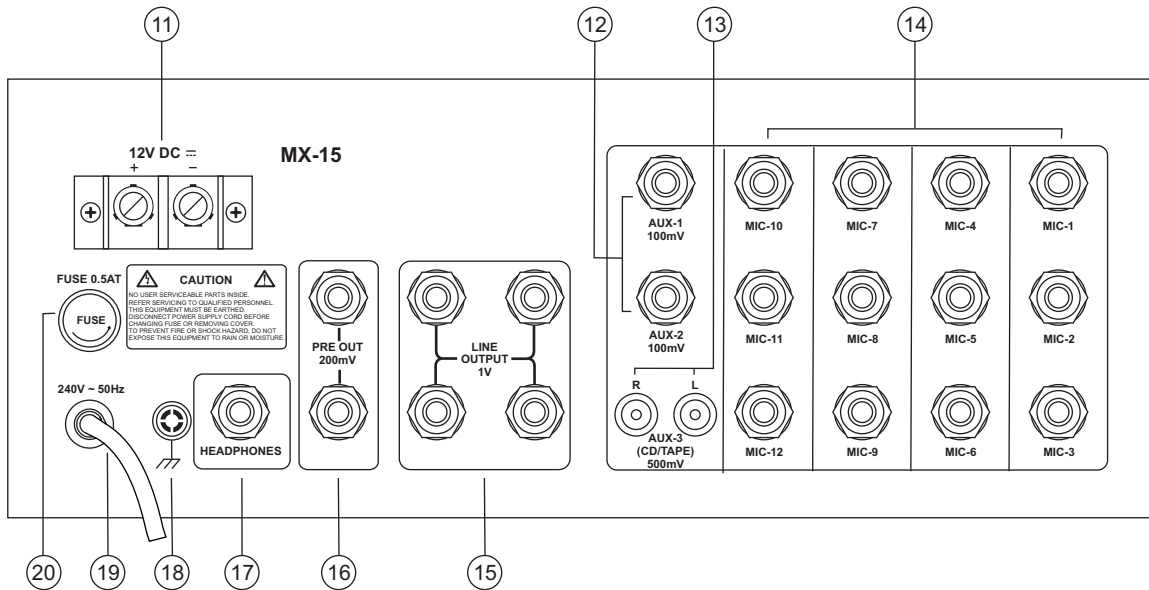 11
12
13
14
12V DC ⎓
+ −
MX-15
FUSE 0.5AT
FUSE
CAUTION
NO USER SERVICEABLE PARTS INSIDE.
REFER SERVICING TO QUALIFIED PERSONNEL.
THIS EQUIPMENT MUST BE EARTHED.
DISCONNECT POWER SUPPLY CORD BEFORE
CHANGING FUSE OR REMOVING COVER.
TO PREVENT FIRE OR SHOCK HAZARD, DO NOT
EXPOSE THIS EQUIPMENT TO RAIN OR MOISTURE.
240V ~ 50Hz
HEADPHONES
PRE OUT
200mV
LINE
OUTPUT
1V
AUX-1
100mV
MIC-10
MIC-7
MIC-4
MIC-1
AUX-2
100mV
MIC-11
MIC-8
MIC-5
MIC-2
R L
AUX-3
(CD/TAPE)
500mV
MIC-12
MIC-9
MIC-6
MIC-3
20
19
18
17
16
15